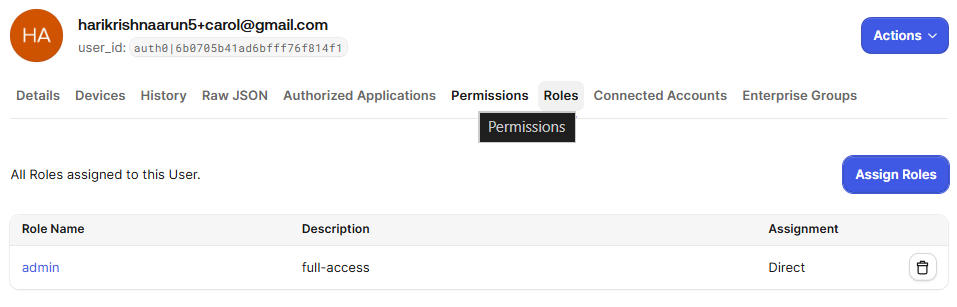 HA
harikrishnaarun5+carol@gmail.com
user_id: auth0|6b0705b41ad6bfff76f814f1
Actions
Details Devices History Raw JSON Authorized Applications Permissions Roles Connected Accounts Enterprise Groups
Permissions
All Roles assigned to this User.
Assign Roles
Role Name Description Assignment
admin full-access Direct